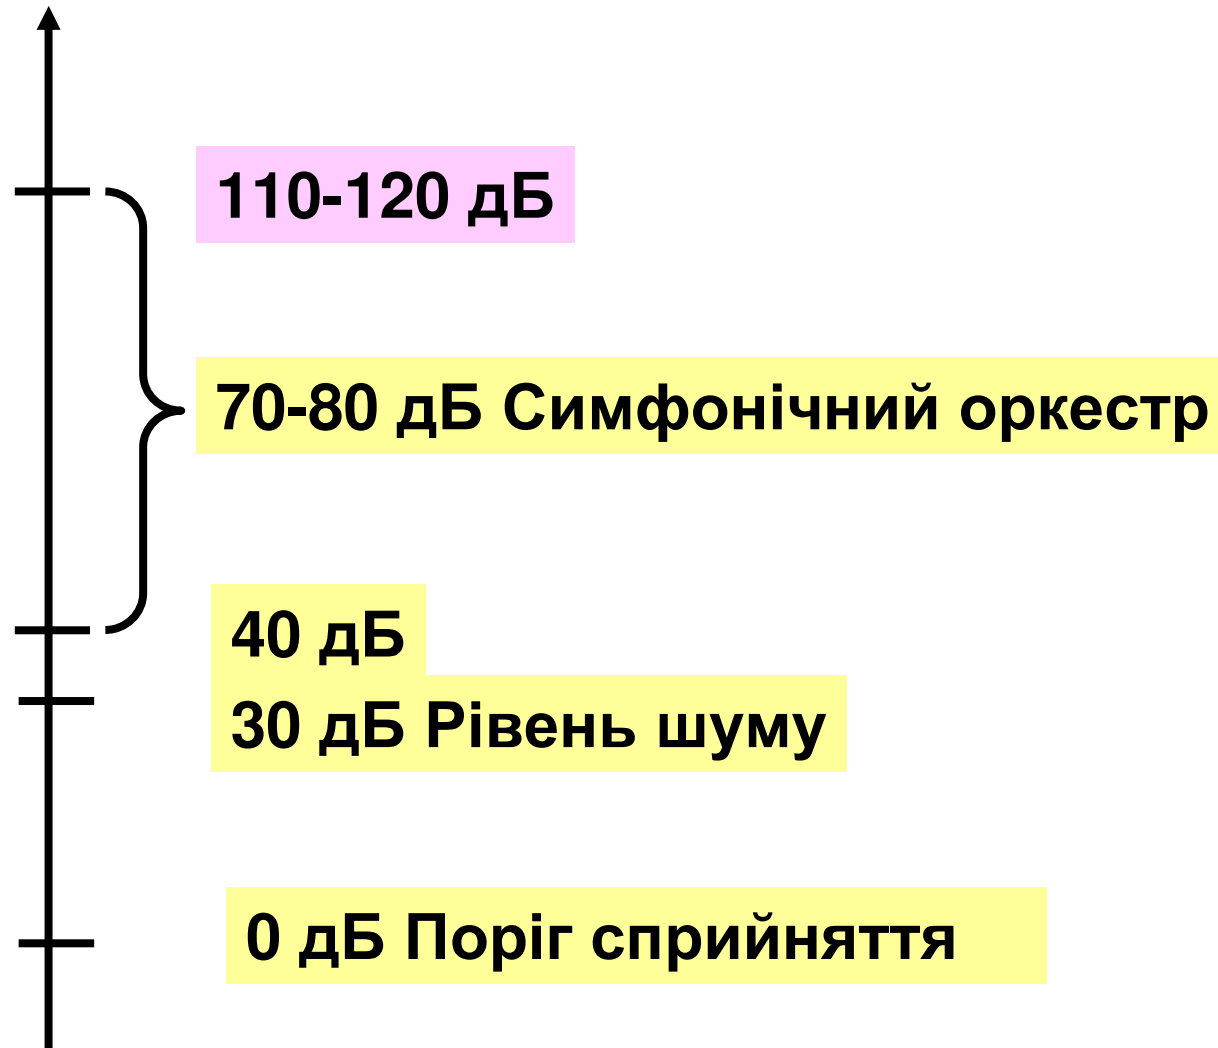 110-120 дБ
70-80 дБ Симфонічний оркестр
40 дБ
30 дБ Рівень шуму
0 дБ Поріг сприйняття